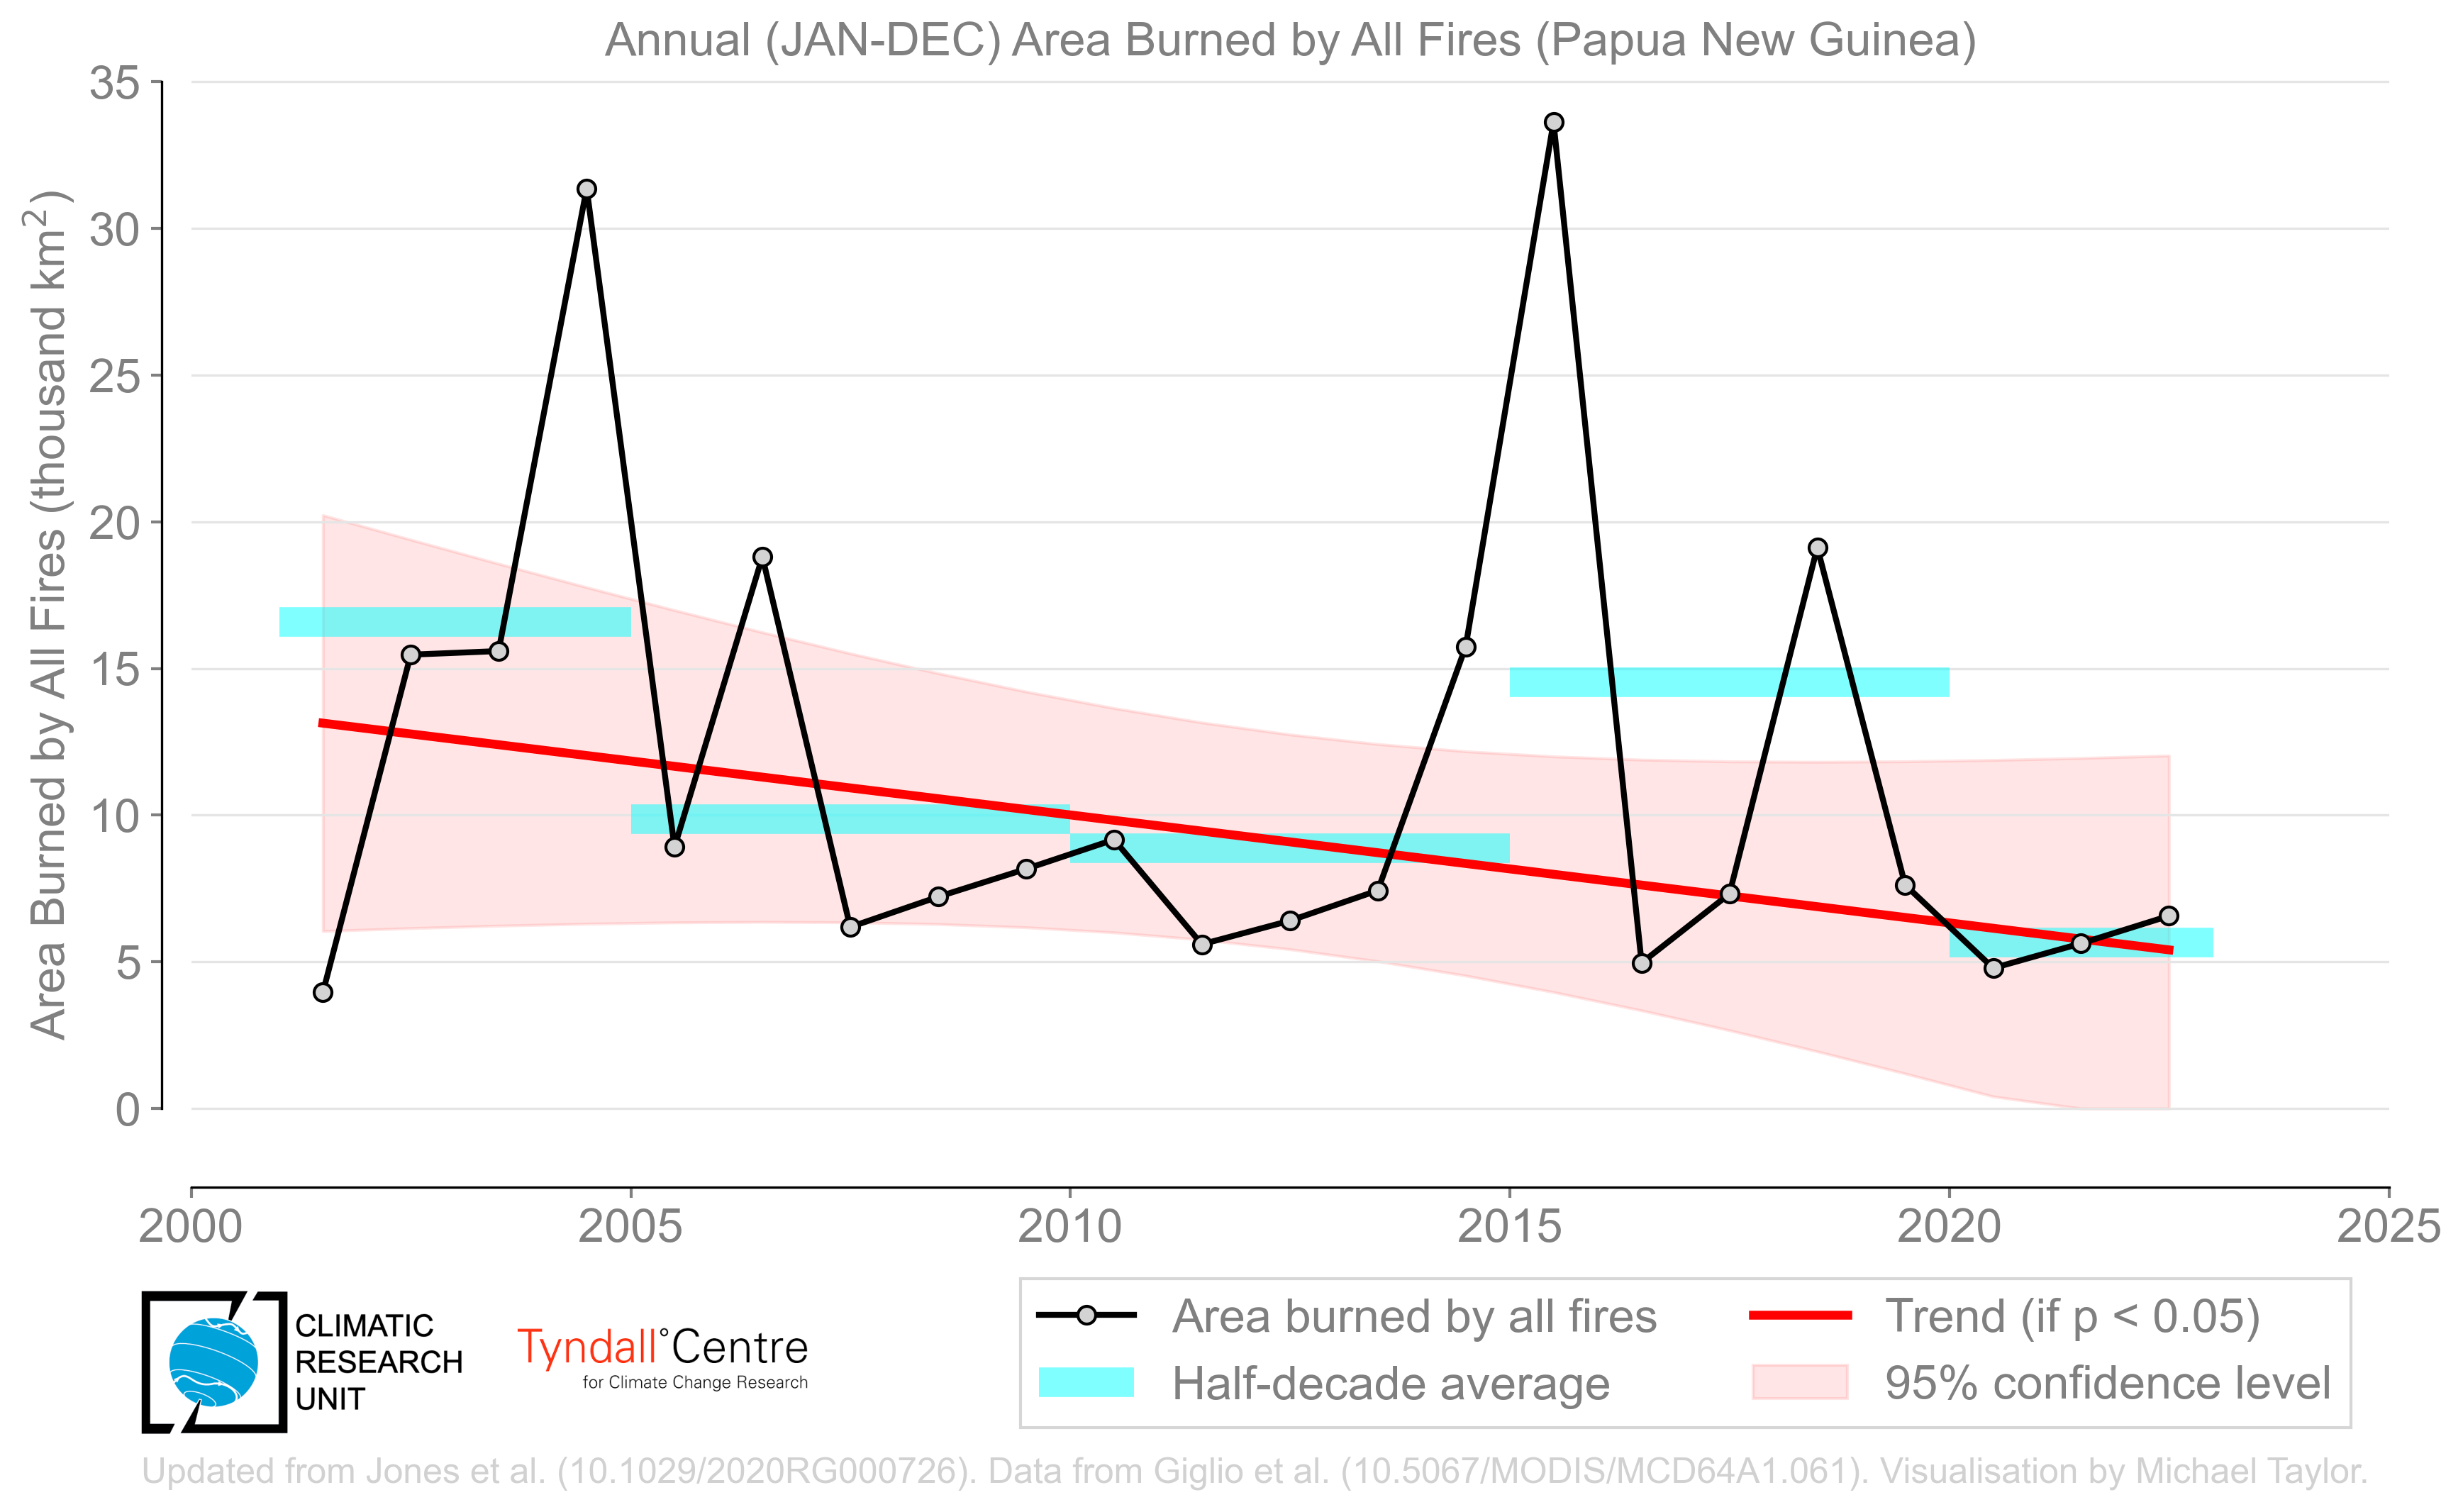 Annual (JAN-DEC) Area Burned by All Fires (Papua New Guinea)
Area Burned by All Fires (thousand km²)
35
30
25
20
15
10
5
0
2000 2005 2010 2015 2020 2025
CLIMATIC
RESEARCH
UNIT
Tyndall°Centre
for Climate Change Research
Area burned by all fires
Half-decade average
Trend (if p < 0.05)
95% confidence level
Updated from Jones et al. (10.1029/2020RG000726). Data from Giglio et al. (10.5067/MODIS/MCD64A1.061). Visualisation by Michael Taylor.